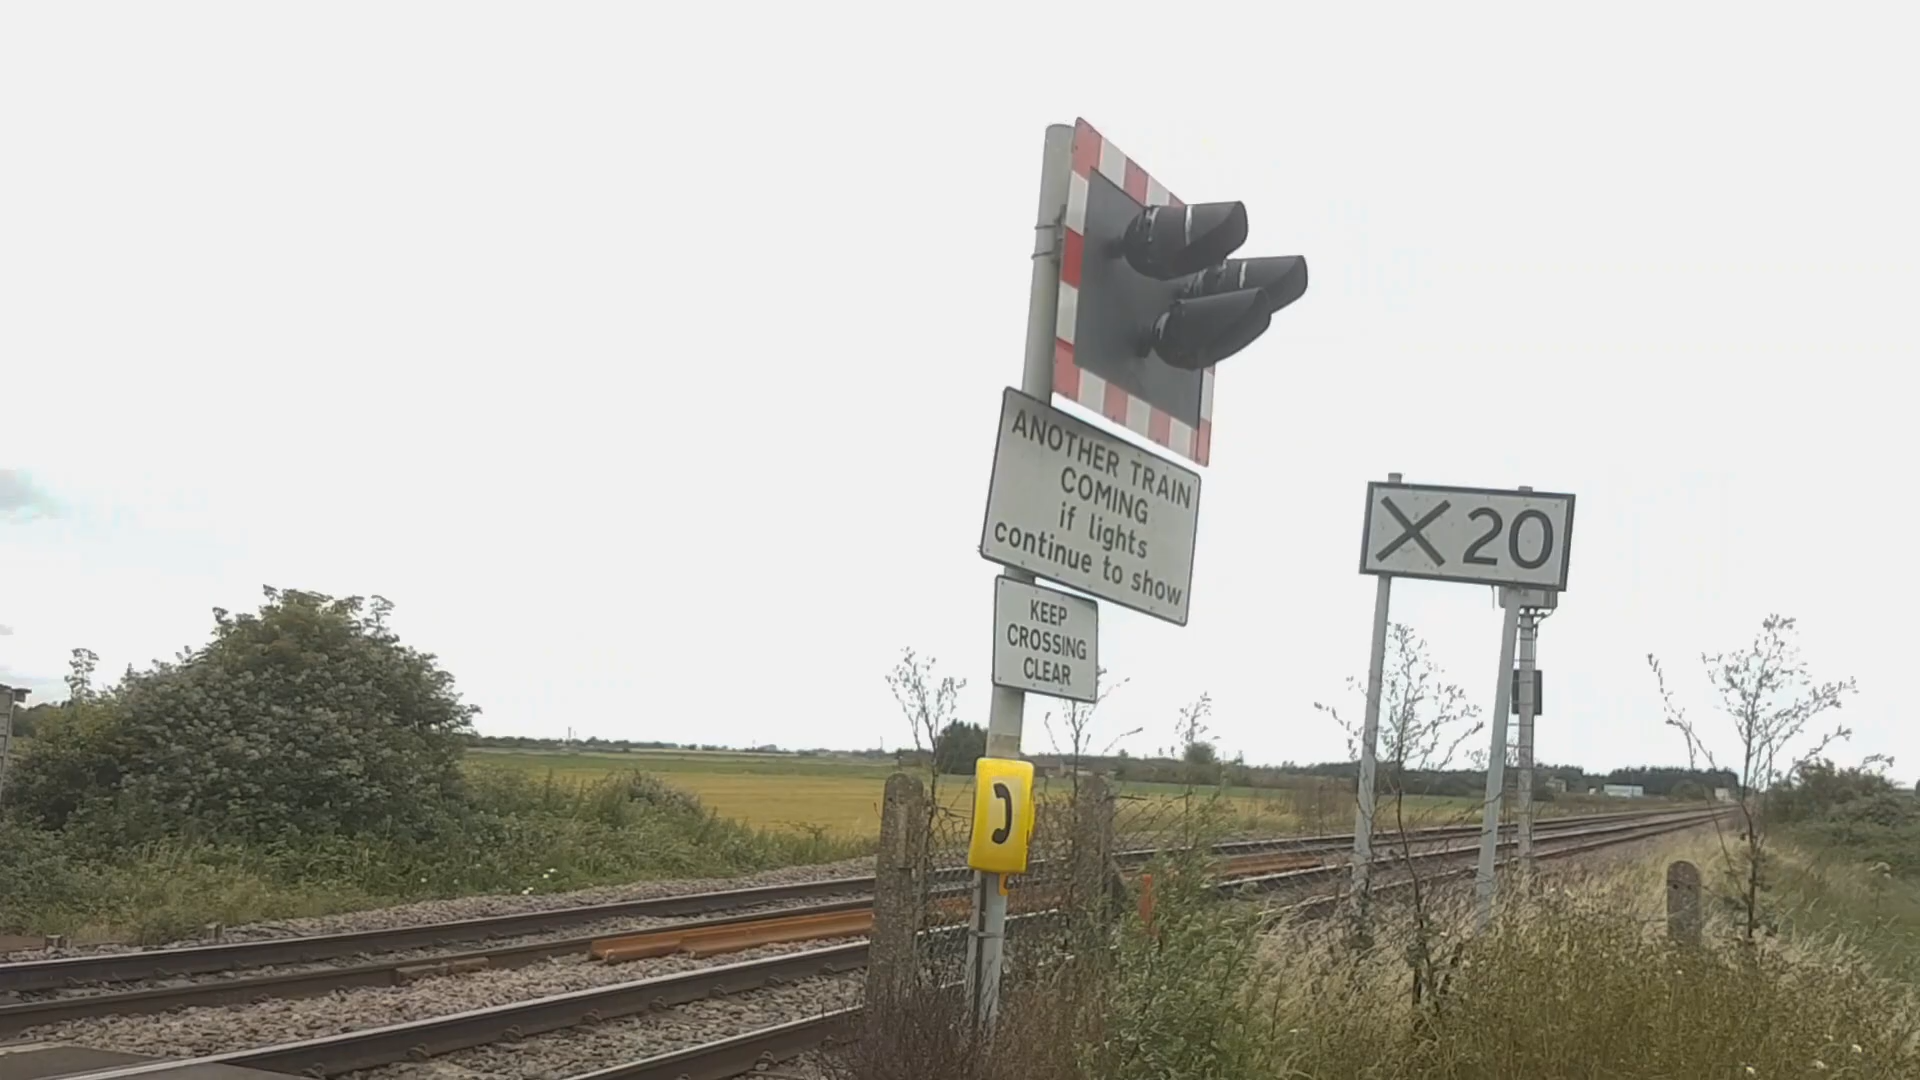 ANOTHER TRAIN
COMING
if lights
continue to show
KEEP
CROSSING
CLEAR
X 20